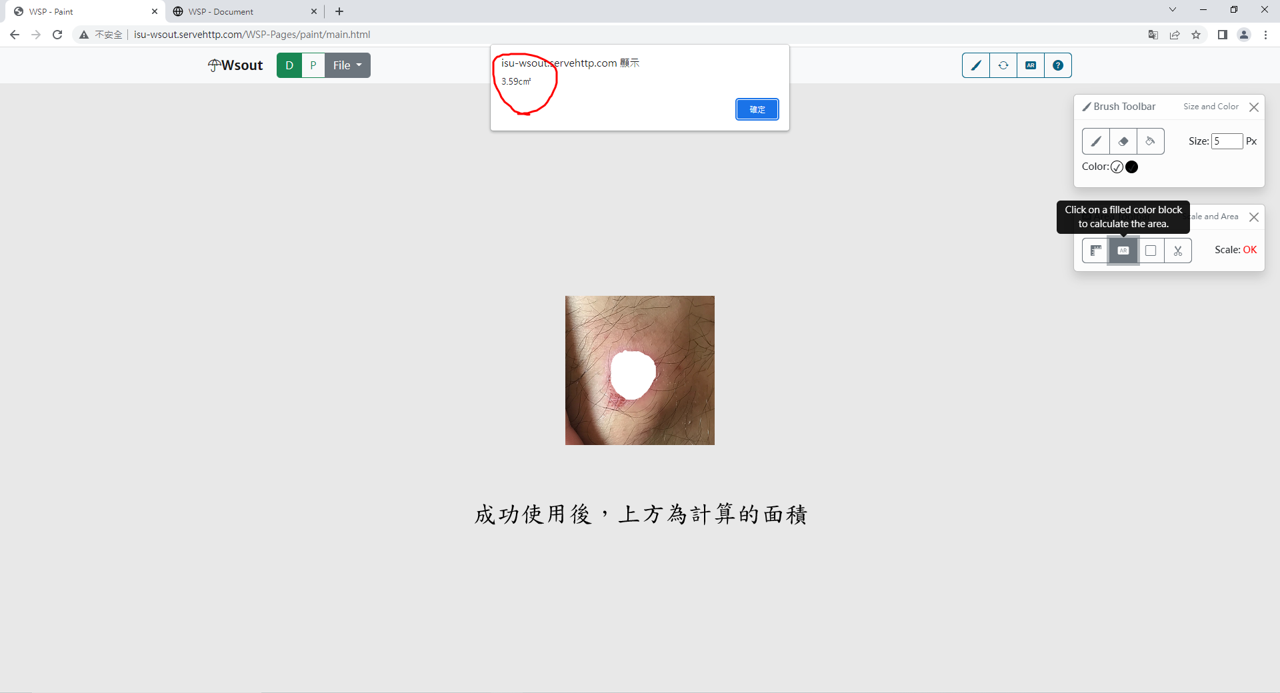 WSP - Paint
WSP - Document
不安全 | isu-wsout.servehttp.com/WSP-Pages/paint/main.html
Wsout
D
P
File
isu-wsout.servehttp.com 顯示
3.59cm²
確定
AR
?
Brush Toolbar
Size and Color
Size: 5 Px
Color:
Click on a filled color block
to calculate the area.
cale and Area
AR
Scale: OK
成功使用後，上方為計算的面積